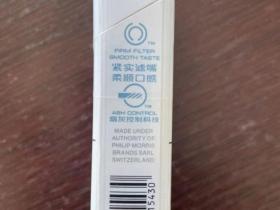 TM
FIRM FILTER
SMOOTH TASTE
紧实滤嘴
柔顺口感
TM
ASH CONTROL
烟灰控制科技
MADE UNDER
AUTHORITY OF
PHILIP MORRIS
BRANDS SARL
SWITZERLAND
15430